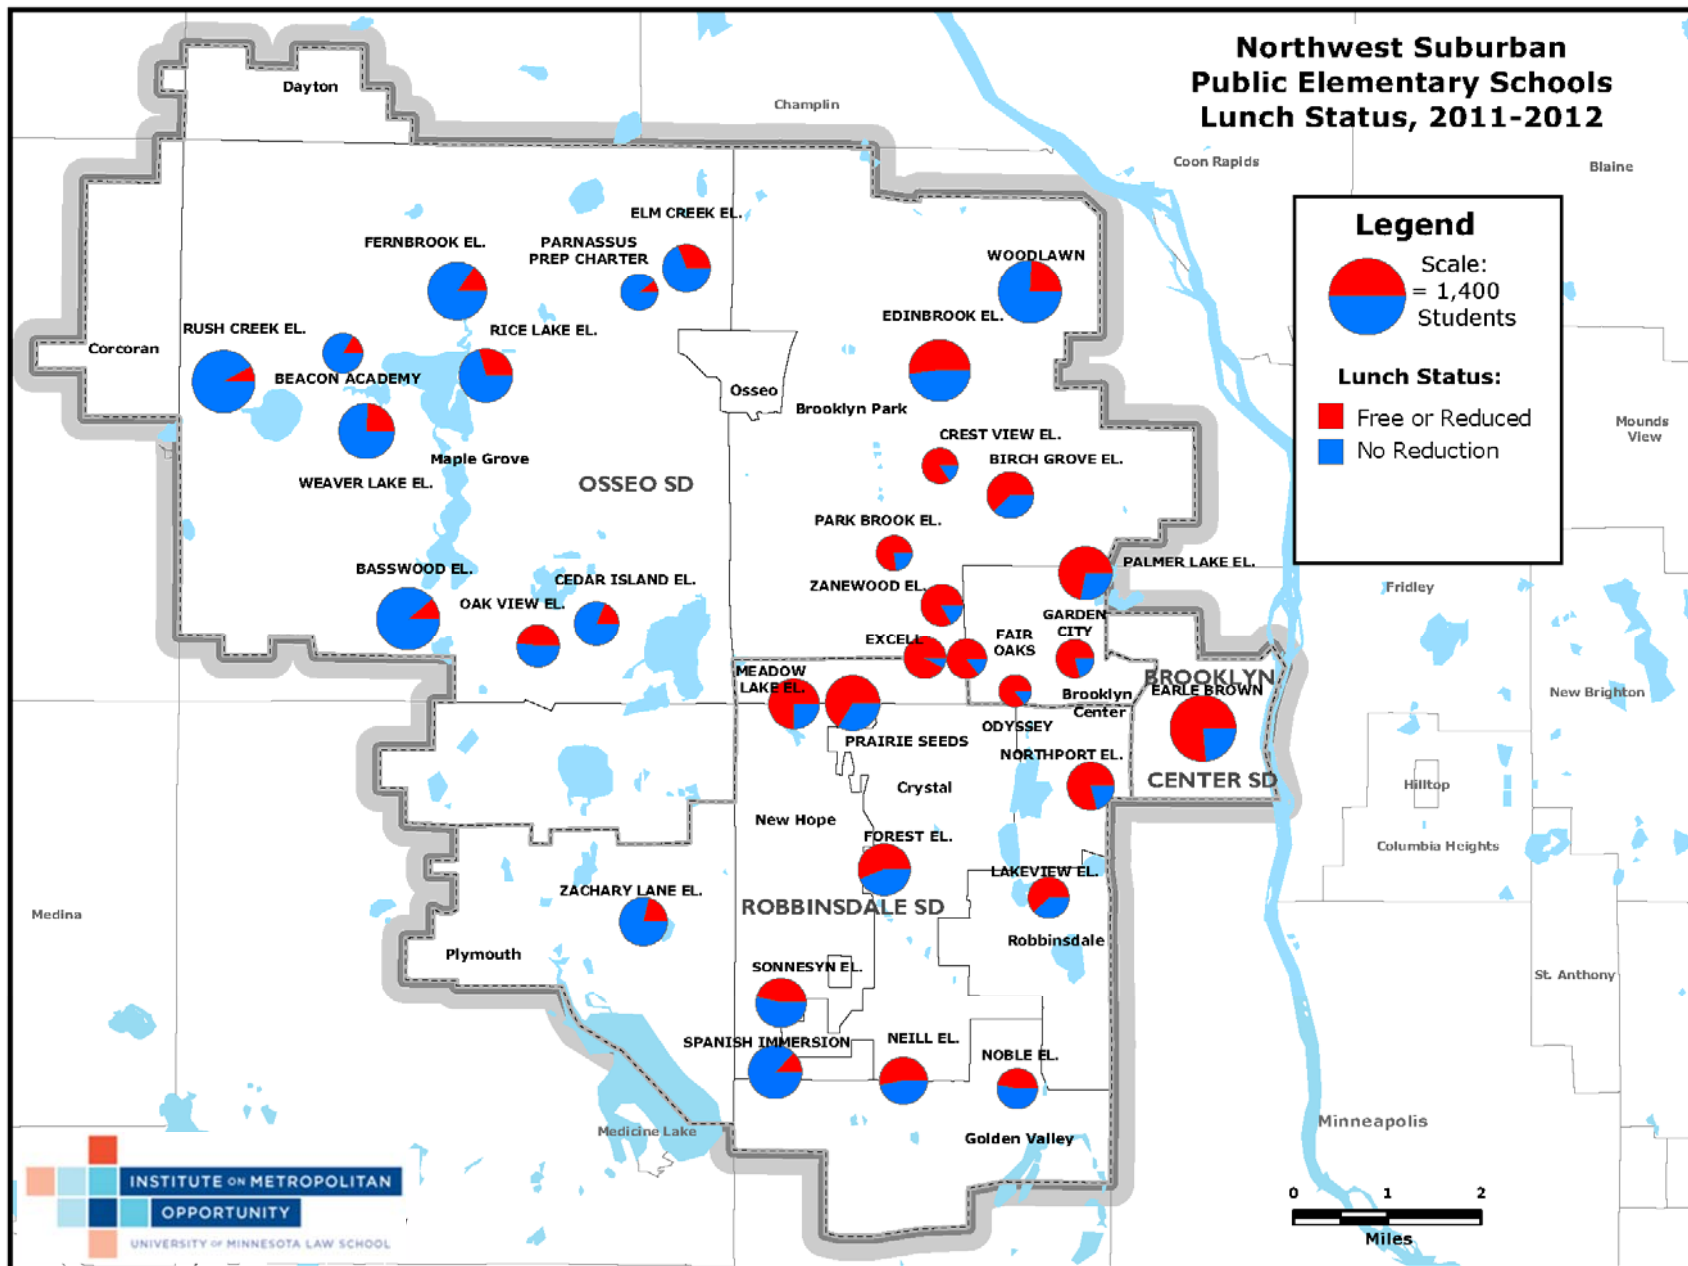 Northwest Suburban
Public Elementary Schools
Lunch Status, 2011-2012
Dayton
Champlin
Coon Rapids
Blaine
Legend
Scale:
= 1,400
Students
Lunch Status:
Free or Reduced
No Reduction
ELM CREEK EL.
FERNBROOK EL.
PARNASSUS
PREP CHARTER
WOODLAWN
EDINBROOK EL.
RUSH CREEK EL.
RICE LAKE EL.
Corcoran
BEACON ACADEMY
Osseo
Brooklyn Park
Mounds
View
CREST VIEW EL.
BIRCH GROVE EL.
Maple Grove
WEAVER LAKE EL.
OSSEO SD
PARK BROOK EL.
PALMER LAKE EL.
BASSWOOD EL.
CEDAR ISLAND EL.
ZANEWOOD EL.
Fridley
OAK VIEW EL.
GARDEN
CITY
EXCELL
FAIR
OAKS
MEADOW
LAKE EL.
BROOKLYN
EARLE BROWN
Brooklyn
Center
New Brighton
ODYSSEY
PRAIRIE SEEDS
NORTHPORT EL.
CENTER SD
Crystal
Hilltop
New Hope
FOREST EL.
Columbia Heights
LAKEVIEW EL.
ZACHARY LANE EL.
ROBBINSDALE SD
Medina
Robbinsdale
Plymouth
SONNESYN EL.
St. Anthony
SPANISH IMMERSION
NEILL EL.
NOBLE EL.
Minneapolis
Medicine Lake
Golden Valley
INSTITUTE ON METROPOLITAN
OPPORTUNITY
UNIVERSITY OF MINNESOTA LAW SCHOOL
0 1 2
Miles